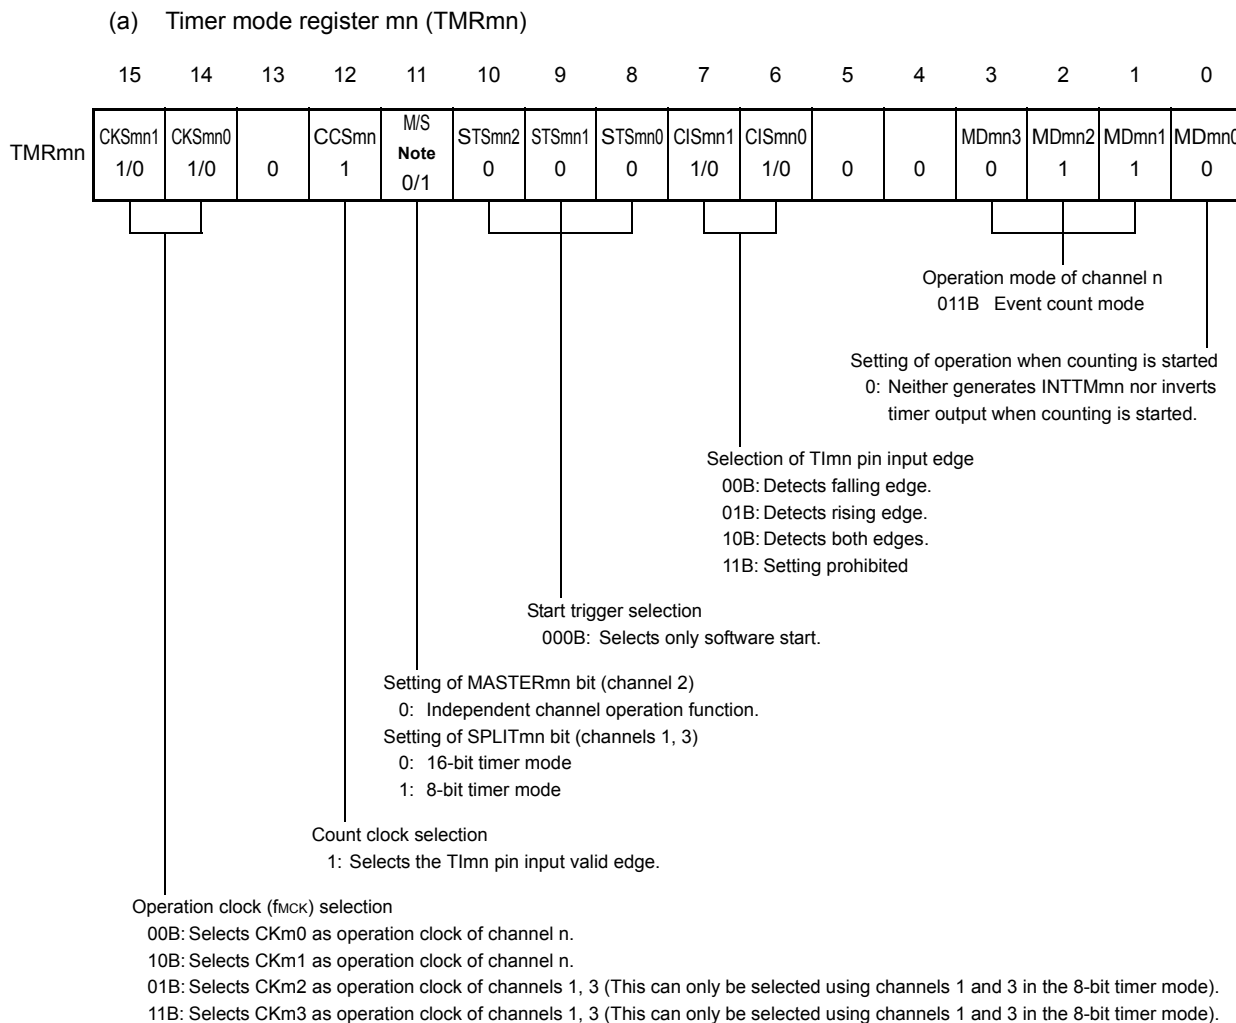 (a) Timer mode register mn (TMRmn)
15 14 13 12 11 10 9 8 7 6 5 4 3 2 1 0
TMRmn
CKSmn1 CKSmn0 CCSmn M/S Note STSmn2 STSmn1 STSmn0 CISmn1 CISmn0 MDmn3 MDmn2 MDmn1 MDmn0
1/0 1/0 0 1 0/1 0 0 0 1/0 1/0 0 0 0 1 1 0
Operation mode of channel n
011B Event count mode
Setting of operation when counting is started
0: Neither generates INTTMmn nor inverts
timer output when counting is started.
Selection of TImn pin input edge
00B: Detects falling edge.
01B: Detects rising edge.
10B: Detects both edges.
11B: Setting prohibited
Start trigger selection
000B: Selects only software start.
Setting of MASTERmn bit (channel 2)
0: Independent channel operation function.
Setting of SPLITmn bit (channels 1, 3)
0: 16-bit timer mode
1: 8-bit timer mode
Count clock selection
1: Selects the TImn pin input valid edge.
Operation clock (fMCK) selection
00B: Selects CKm0 as operation clock of channel n.
10B: Selects CKm1 as operation clock of channel n.
01B: Selects CKm2 as operation clock of channels 1, 3 (This can only be selected using channels 1 and 3 in the 8-bit timer mode).
11B: Selects CKm3 as operation clock of channels 1, 3 (This can only be selected using channels 1 and 3 in the 8-bit timer mode).